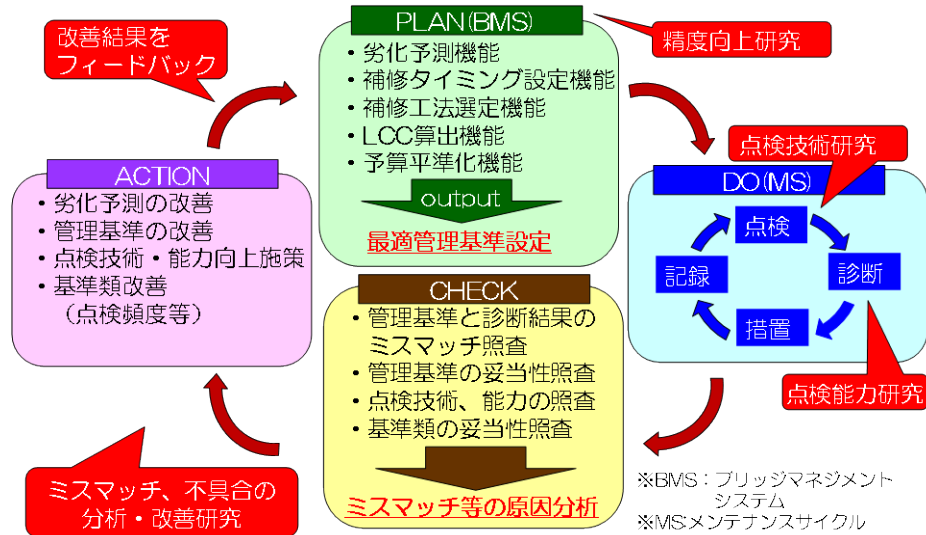 改善結果を
フィードバック
PLAN(BMS)
・劣化予測機能
・補修タイミング設定機能
・補修工法選定機能
・LCC算出機能
・予算平準化機能
output
最適管理基準設定
精度向上研究
点検技術研究
DO(MS)
点検
診断
措置
記録
点検能力研究
CHECK
・管理基準と診断結果の
ミスマッチ照査
・管理基準の妥当性照査
・点検技術、能力の照査
・基準類の妥当性照査
ミスマッチ等の原因分析
ACTION
・劣化予測の改善
・管理基準の改善
・点検技術・能力向上施策
・基準類改善
（点検頻度等）
ミスマッチ、不具合の
分析・改善研究
※BMS：ブリッジマネジメント
システム
※MS:メンテナンスサイクル